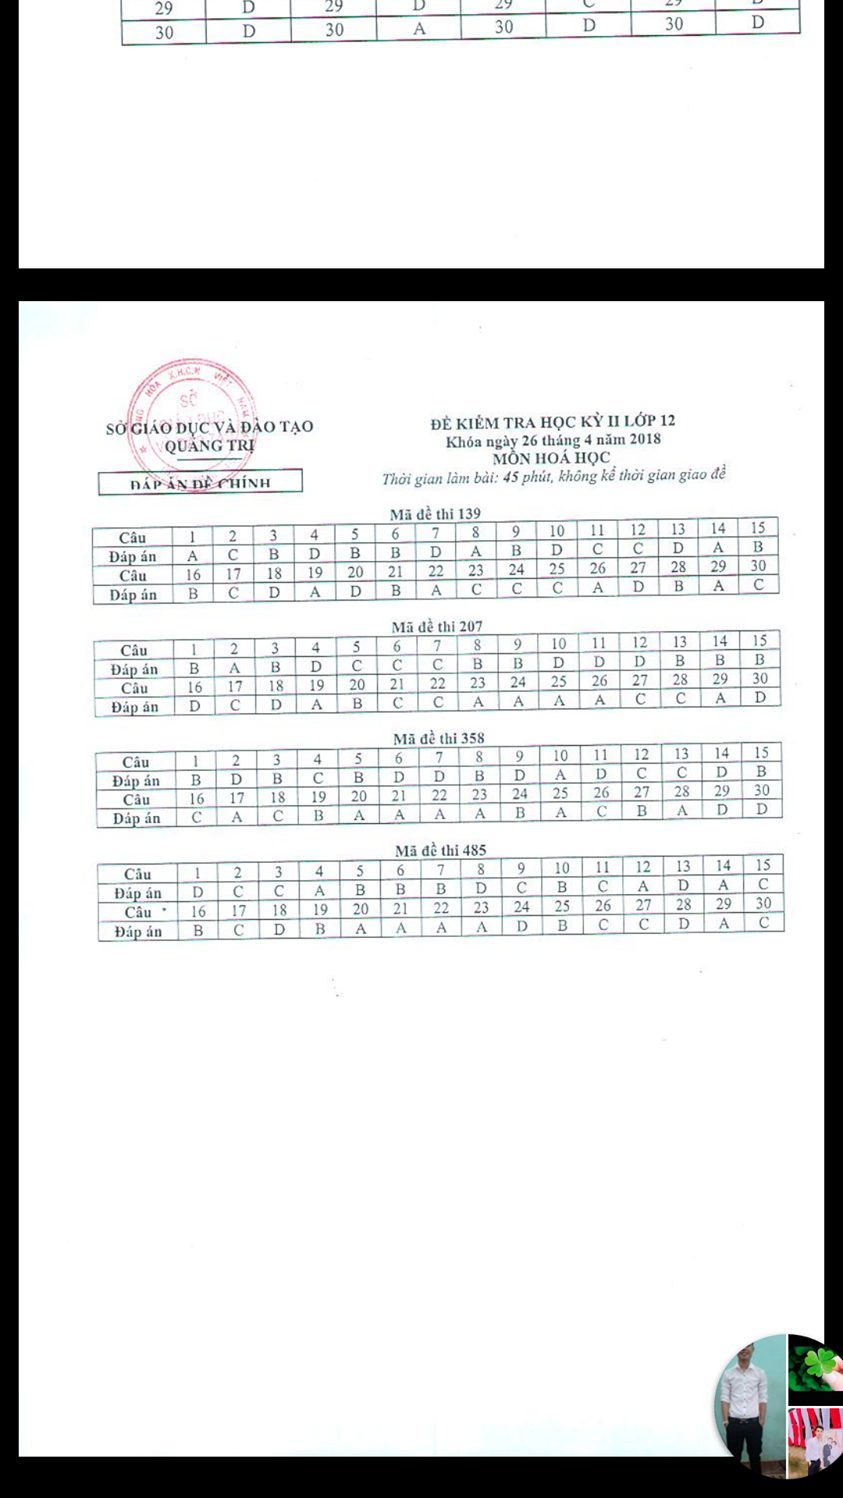 29 D 29 D 29 C 29 D
30 D 30 A 30 D 30 D
HÒA X.H.C.N VIỆT NAM
SỞ
SỞ GIÁO DỤC VÀ ĐÀO TẠO
QUẢNG TRỊ
ĐÁP ÁN ĐỀ CHÍNH
ĐỀ KIỂM TRA HỌC KỲ II LỚP 12
Khóa ngày 26 tháng 4 năm 2018
MÔN HOÁ HỌC
Thời gian làm bài: 45 phút, không kể thời gian giao đề
Mã đề thi 139
Câu 1 2 3 4 5 6 7 8 9 10 11 12 13 14 15
Đáp án A C B D B B D A B D C C D A B
Câu 16 17 18 19 20 21 22 23 24 25 26 27 28 29 30
Đáp án B C D A D B A C C C A D B A C
Mã đề thi 207
Câu 1 2 3 4 5 6 7 8 9 10 11 12 13 14 15
Đáp án B A B D C C C B B D D D B B B
Câu 16 17 18 19 20 21 22 23 24 25 26 27 28 29 30
Đáp án D C D A B C C A A A A C C A D
Mã đề thi 358
Câu 1 2 3 4 5 6 7 8 9 10 11 12 13 14 15
Đáp án B D B C B D D B D A D C C D B
Câu 16 17 18 19 20 21 22 23 24 25 26 27 28 29 30
Đáp án C A C B A A A A B A C B A D D
Mã đề thi 485
Câu 1 2 3 4 5 6 7 8 9 10 11 12 13 14 15
Đáp án D C C A B B B D C B C A D A C
Câu 16 17 18 19 20 21 22 23 24 25 26 27 28 29 30
Đáp án B C D B A A A A D B C C D A C